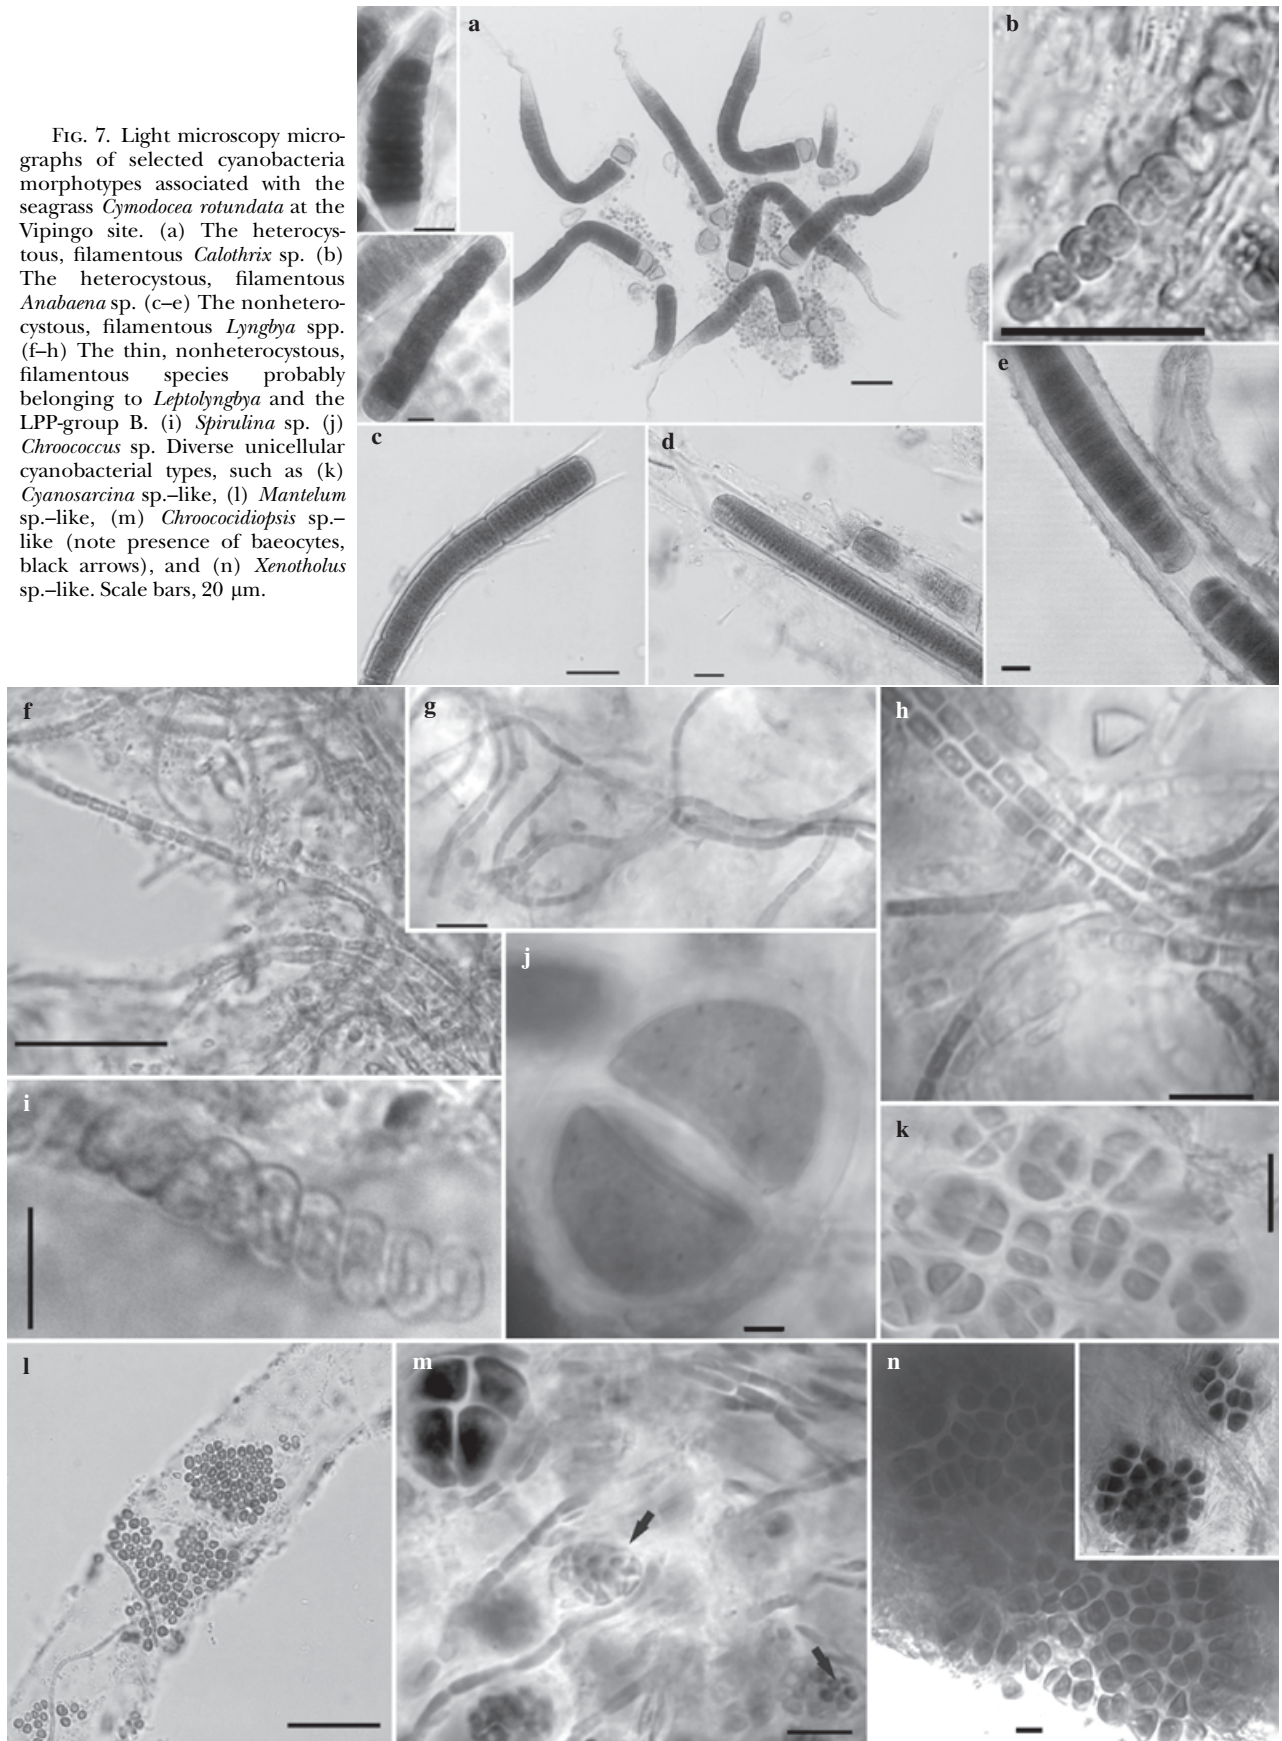 FIG. 7. Light microscopy micro-
graphs of selected cyanobacteria
morphotypes associated with the
seagrass Cymodocea rotundata at the
Vipingo site. (a) The heterocys-
tous, filamentous Calothrix sp. (b)
The heterocystous, filamentous
Anabaena sp. (c–e) The nonhetero-
cystous, filamentous Lyngbya spp.
(f–h) The thin, nonheterocystous,
filamentous species probably
belonging to Leptolyngbya and the
LPP-group B. (i) Spirulina sp. (j)
Chroococcus sp. Diverse unicellular
cyanobacterial types, such as (k)
Cyanosarcina sp.–like, (l) Mantelum
sp.–like, (m) Chroococidiopsis sp.–
like (note presence of baeocytes,
black arrows), and (n) Xenotholus
sp.–like. Scale bars, 20 μm.
a
b
c
d
e
f
g
h
i
j
k
l
m
n